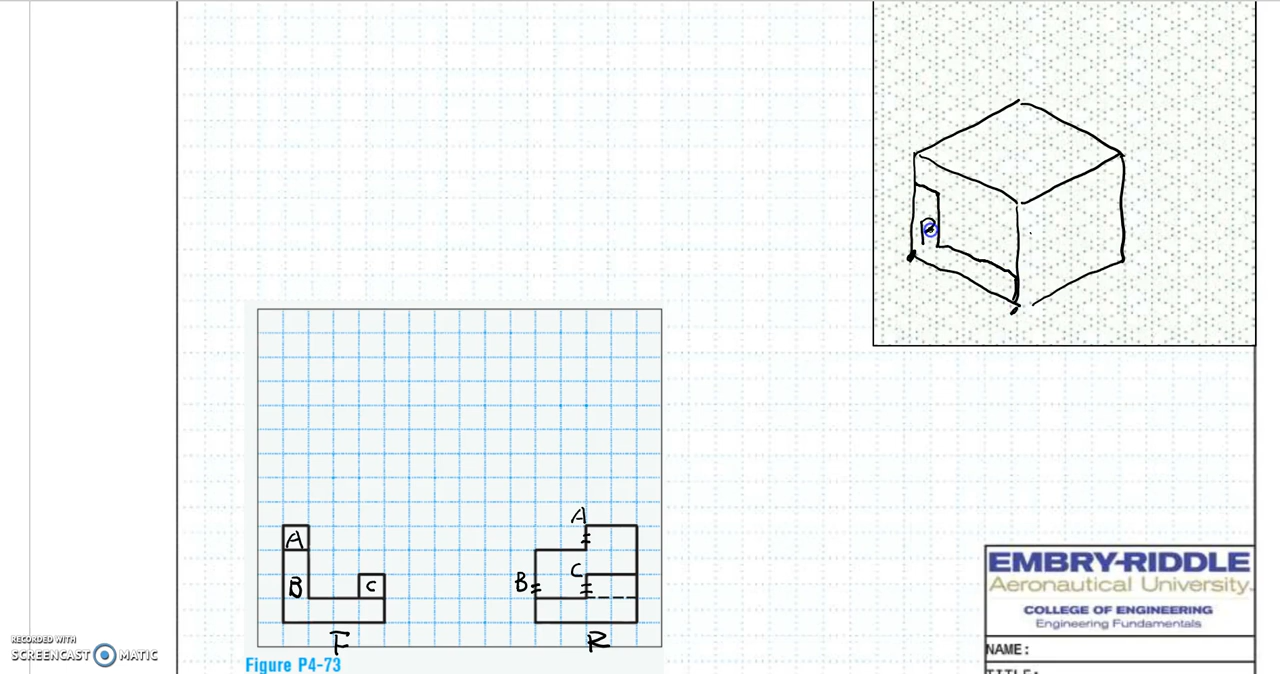 A
A
B
C
B
C
F
R
Figure P4-73
RECORDED WITH
SCREENCAST MATIC
EMBRY-RIDDLE
Aeronautical University.
COLLEGE OF ENGINEERING
Engineering Fundamentals
NAME: